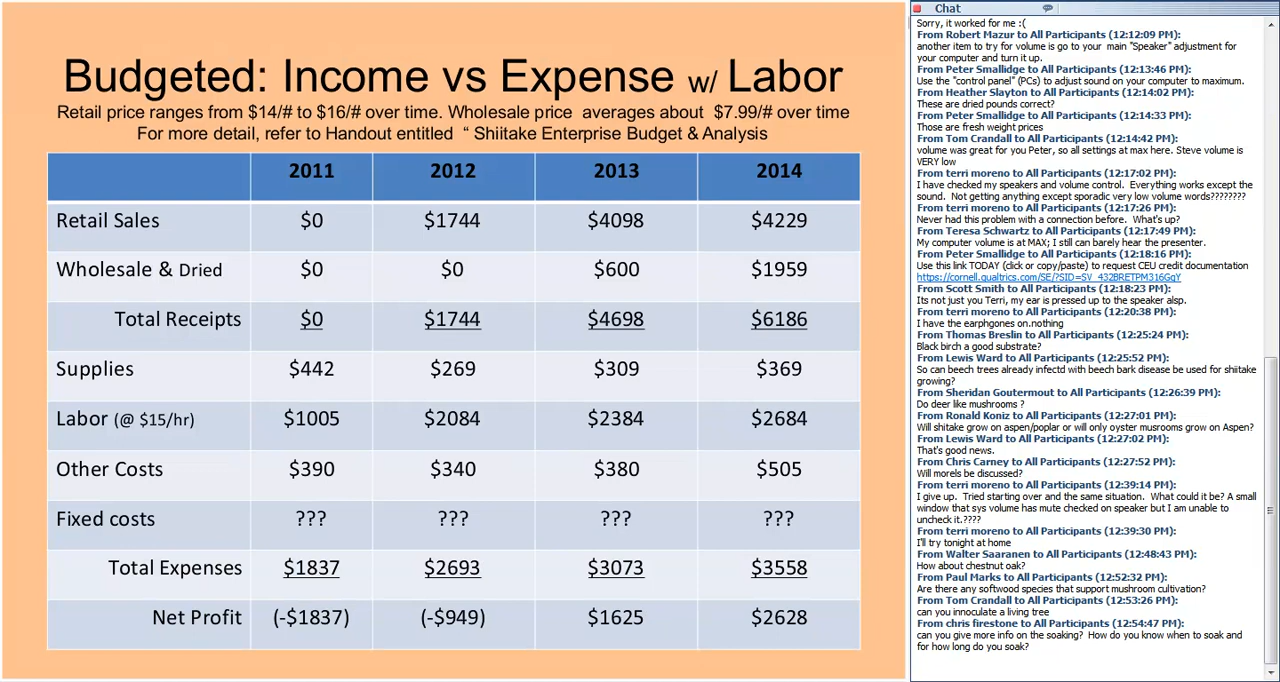 Budgeted: Income vs Expense w/ Labor
Retail price ranges from $14/# to $16/# over time. Wholesale price averages about $7.99/# over time
For more detail, refer to Handout entitled “ Shiitake Enterprise Budget & Analysis
2011 2012 2013 2014
Retail Sales $0 $1744 $4098 $4229
Wholesale & Dried $0 $0 $600 $1959
Total Receipts $0 $1744 $4698 $6186
Supplies $442 $269 $309 $369
Labor (@ $15/hr) $1005 $2084 $2384 $2684
Other Costs $390 $340 $380 $505
Fixed costs ??? ??? ??? ???
Total Expenses $1837 $2693 $3073 $3558
Net Profit (-$1837) (-$949) $1625 $2628
Chat
Sorry, it worked for me :(
From Robert Mazur to All Participants (12:12:09 PM):
another item to try for volume is go to your main "Speaker" adjustment for
your computer and turn it up.
From Peter Smallidge to All Participants (12:13:46 PM):
Use the "control panel" (PCs) to adjust sound on your computer to maximum.
From Heather Slayton to All Participants (12:14:02 PM):
These are dried pounds correct?
From Peter Smallidge to All Participants (12:14:33 PM):
Those are fresh weight prices
From Tom Crandall to All Participants (12:14:42 PM):
volume was great for you Peter, so all settings at max here. Steve volume is
VERY low
From terri moreno to All Participants (12:17:02 PM):
I have checked my speakers and volume control. Everything works except the
sound. Not getting anything except sporadic very low volume words????????
From terri moreno to All Participants (12:17:26 PM):
Never had this problem with a connection before. What's up?
From Teresa Schwartz to All Participants (12:17:49 PM):
My computer volume is at MAX; I still can barely hear the presenter.
From Peter Smallidge to All Participants (12:18:16 PM):
Use this link TODAY (click or copy/paste) to request CEU credit documentation
https://cornell.qualtrics.com/SE/?SID=SV_432BRETPM316GqY
From Scott Smith to All Participants (12:18:23 PM):
Its not just you Terri, my ear is pressed up to the speaker alsp.
From terri moreno to All Participants (12:20:38 PM):
I have the earphgones on.nothing
From Thomas Breslin to All Participants (12:25:24 PM):
Black birch a good substrate?
From Lewis Ward to All Participants (12:25:52 PM):
So can beech trees already infectd with beech bark disease be used for shiitake
growing?
From Sheridan Goutermout to All Participants (12:26:39 PM):
Do deer like mushrooms ?
From Ronald Koniz to All Participants (12:27:01 PM):
Will shitake grow on aspen/poplar or will only oyster musrooms grow on Aspen?
From Lewis Ward to All Participants (12:27:02 PM):
That's good news.
From Chris Carney to All Participants (12:27:52 PM):
Will morels be discussed?
From terri moreno to All Participants (12:39:14 PM):
I give up. Tried starting over and the same situation. What could it be? A small
window that sys volume has mute checked on speaker but I am unable to
uncheck it.????
From terri moreno to All Participants (12:39:30 PM):
I'll try tonight at home
From Walter Saaranen to All Participants (12:48:43 PM):
How about chestnut oak?
From Paul Marks to All Participants (12:52:32 PM):
Are there any softwood species that support mushroom cultivation?
From Tom Crandall to All Participants (12:53:26 PM):
can you innoculate a living tree
From chris firestone to All Participants (12:54:47 PM):
can you give more info on the soaking? How do you know when to soak and
for how long do you soak?